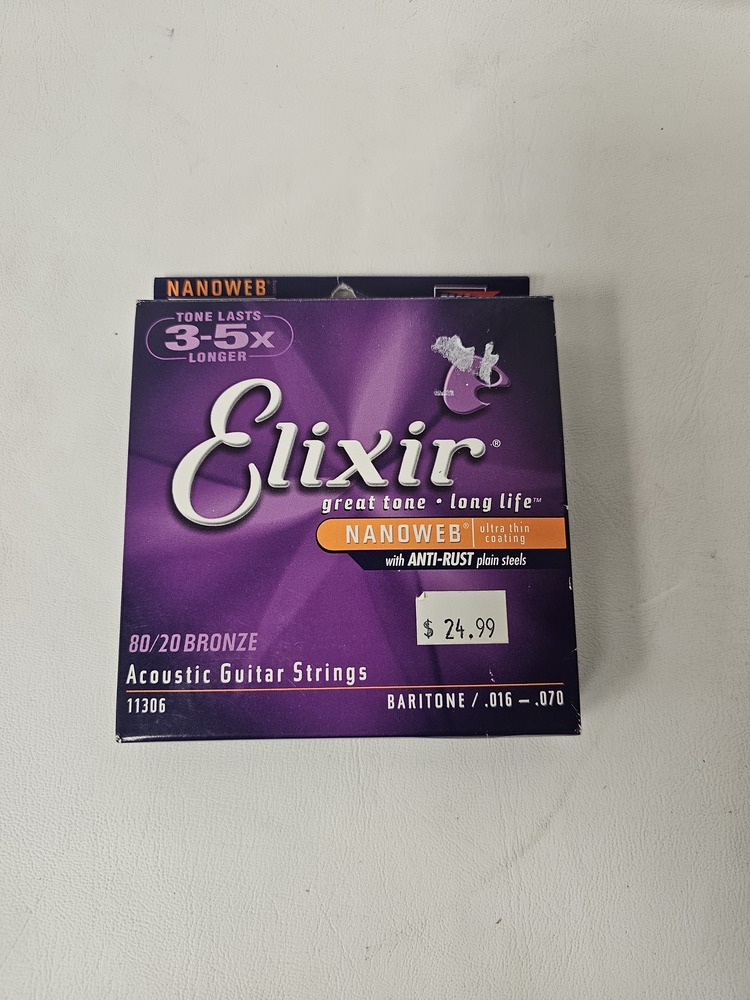 NANOWEB
TONE LASTS
3-5x
LONGER
Elixir®
great tone • long life™
NANOWEB®
ultra thin
coating
with ANTI-RUST plain steels
$ 24.99
80/20 BRONZE
Acoustic Guitar Strings
11306
BARITONE / .016 — .070